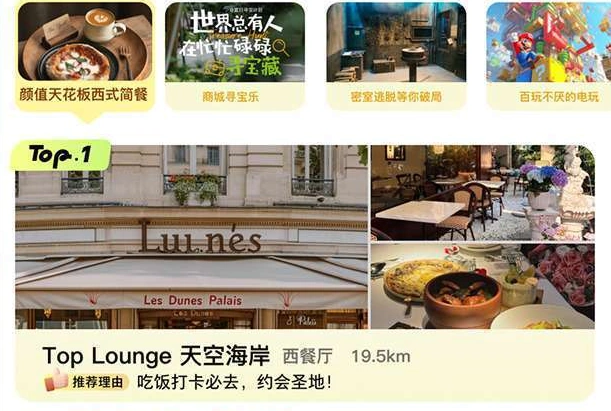 世界总有人
在忙忙碌碌
寻宝藏
颜值天花板西式简餐
商城寻宝乐
密室逃脱等你破局
百玩不厌的电玩
Top.1
Les Dunes Palais
Top Lounge 天空海岸 西餐厅 19.5km
推荐理由 吃饭打卡必去，约会圣地！